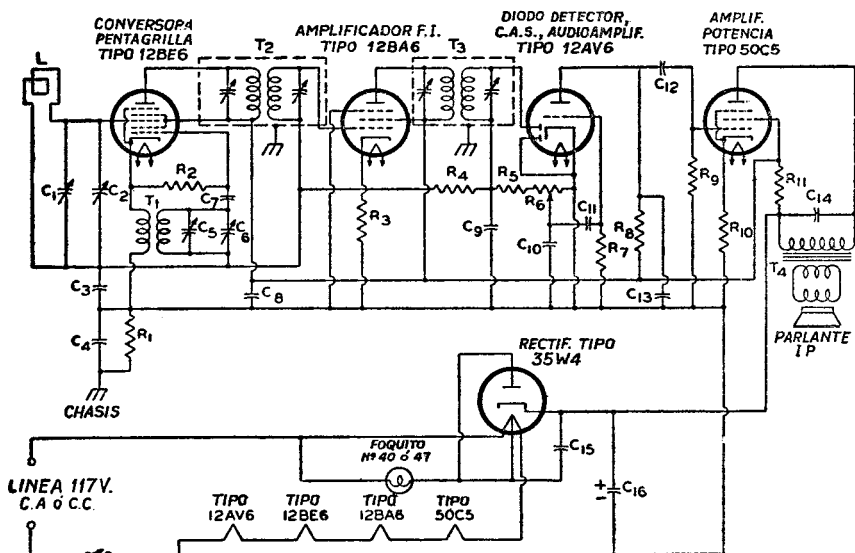 CONVERSORA
PENTAGRILLA
TIPO 12BE6
AMPLIFICADOR F.I.
TIPO 12BA6
DIODO DETECTOR,
C.A.S., AUDIOAMPLIF.
TIPO 12AV6
AMPLIF.
POTENCIA
TIPO 50C5
L
T2
T3
C12
R2
C7
T1
C1
C2
C5
C6
R3
R4
R5
R6
C9
C10
C11
R7
R8
R9
R10
R11
C14
T4
C3
C8
C13
C4
R1
CHASIS
PARLANTE
I P
RECTIF. TIPO
35W4
FOQUITO
Nº 40 ó 47
C15
C16
+
-
LINEA 117V.
C.A ó C.C.
TIPO
12AV6
TIPO
12BE6
TIPO
12BA6
TIPO
50C5